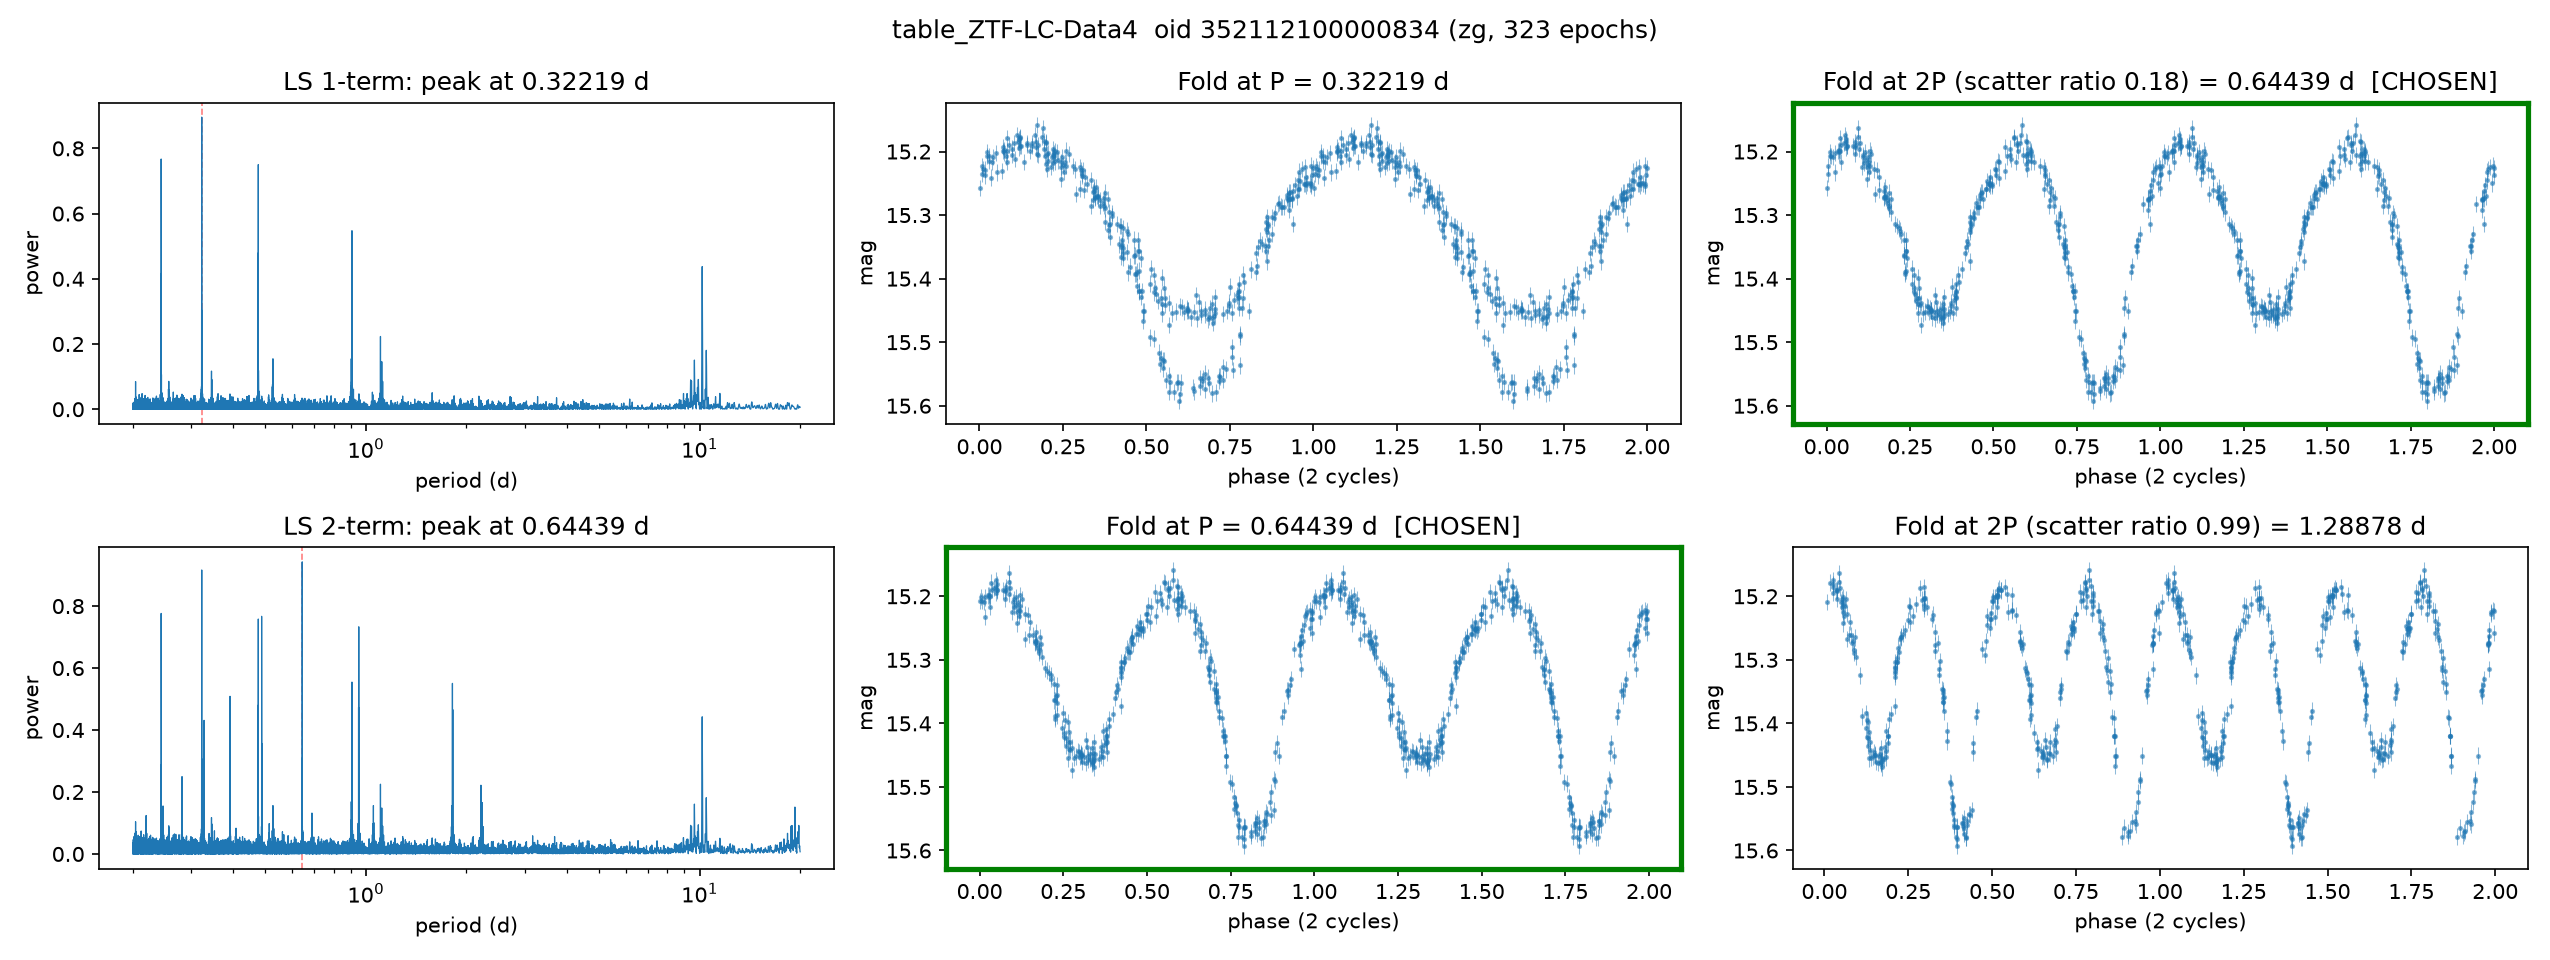 table_ZTF-LC-Data4  oid 352112100000834 (zg, 323 epochs)
LS 1-term: peak at 0.32219 d
power
0.8
0.6
0.4
0.2
0.0
10⁰
10¹
period (d)
Fold at P = 0.32219 d
mag
15.2
15.3
15.4
15.5
15.6
0.00 0.25 0.50 0.75 1.00 1.25 1.50 1.75 2.00
phase (2 cycles)
Fold at 2P (scatter ratio 0.18) = 0.64439 d  [CHOSEN]
mag
15.2
15.3
15.4
15.5
15.6
0.00 0.25 0.50 0.75 1.00 1.25 1.50 1.75 2.00
phase (2 cycles)
LS 2-term: peak at 0.64439 d
power
0.8
0.6
0.4
0.2
0.0
10⁰
10¹
period (d)
Fold at P = 0.64439 d  [CHOSEN]
mag
15.2
15.3
15.4
15.5
15.6
0.00 0.25 0.50 0.75 1.00 1.25 1.50 1.75 2.00
phase (2 cycles)
Fold at 2P (scatter ratio 0.99) = 1.28878 d
mag
15.2
15.3
15.4
15.5
15.6
0.00 0.25 0.50 0.75 1.00 1.25 1.50 1.75 2.00
phase (2 cycles)